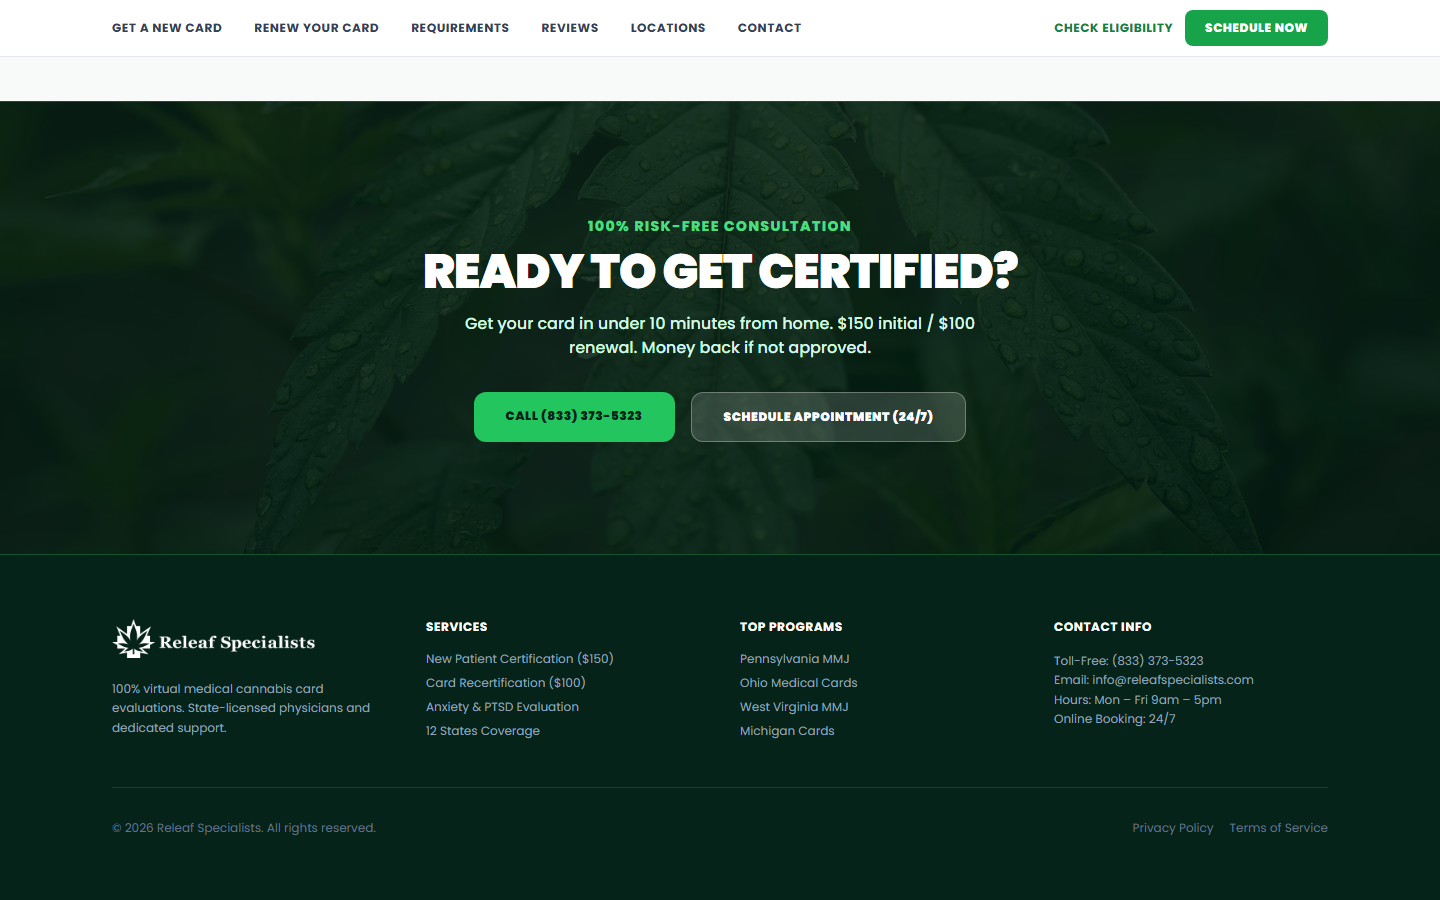 GET A NEW CARD RENEW YOUR CARD REQUIREMENTS REVIEWS LOCATIONS CONTACT CHECK ELIGIBILITY SCHEDULE NOW
100% RISK-FREE CONSULTATION
READY TO GET CERTIFIED?
Get your card in under 10 minutes from home. $150 initial / $100
renewal. Money back if not approved.
CALL (833) 373-5323
SCHEDULE APPOINTMENT (24/7)
Releaf Specialists
100% virtual medical cannabis card
evaluations. State-licensed physicians and
dedicated support.
SERVICES
New Patient Certification ($150)
Card Recertification ($100)
Anxiety & PTSD Evaluation
12 States Coverage
TOP PROGRAMS
Pennsylvania MMJ
Ohio Medical Cards
West Virginia MMJ
Michigan Cards
CONTACT INFO
Toll-Free: (833) 373-5323
Email: info@releafspecialists.com
Hours: Mon – Fri 9am – 5pm
Online Booking: 24/7
© 2026 Releaf Specialists. All rights reserved.
Privacy Policy Terms of Service